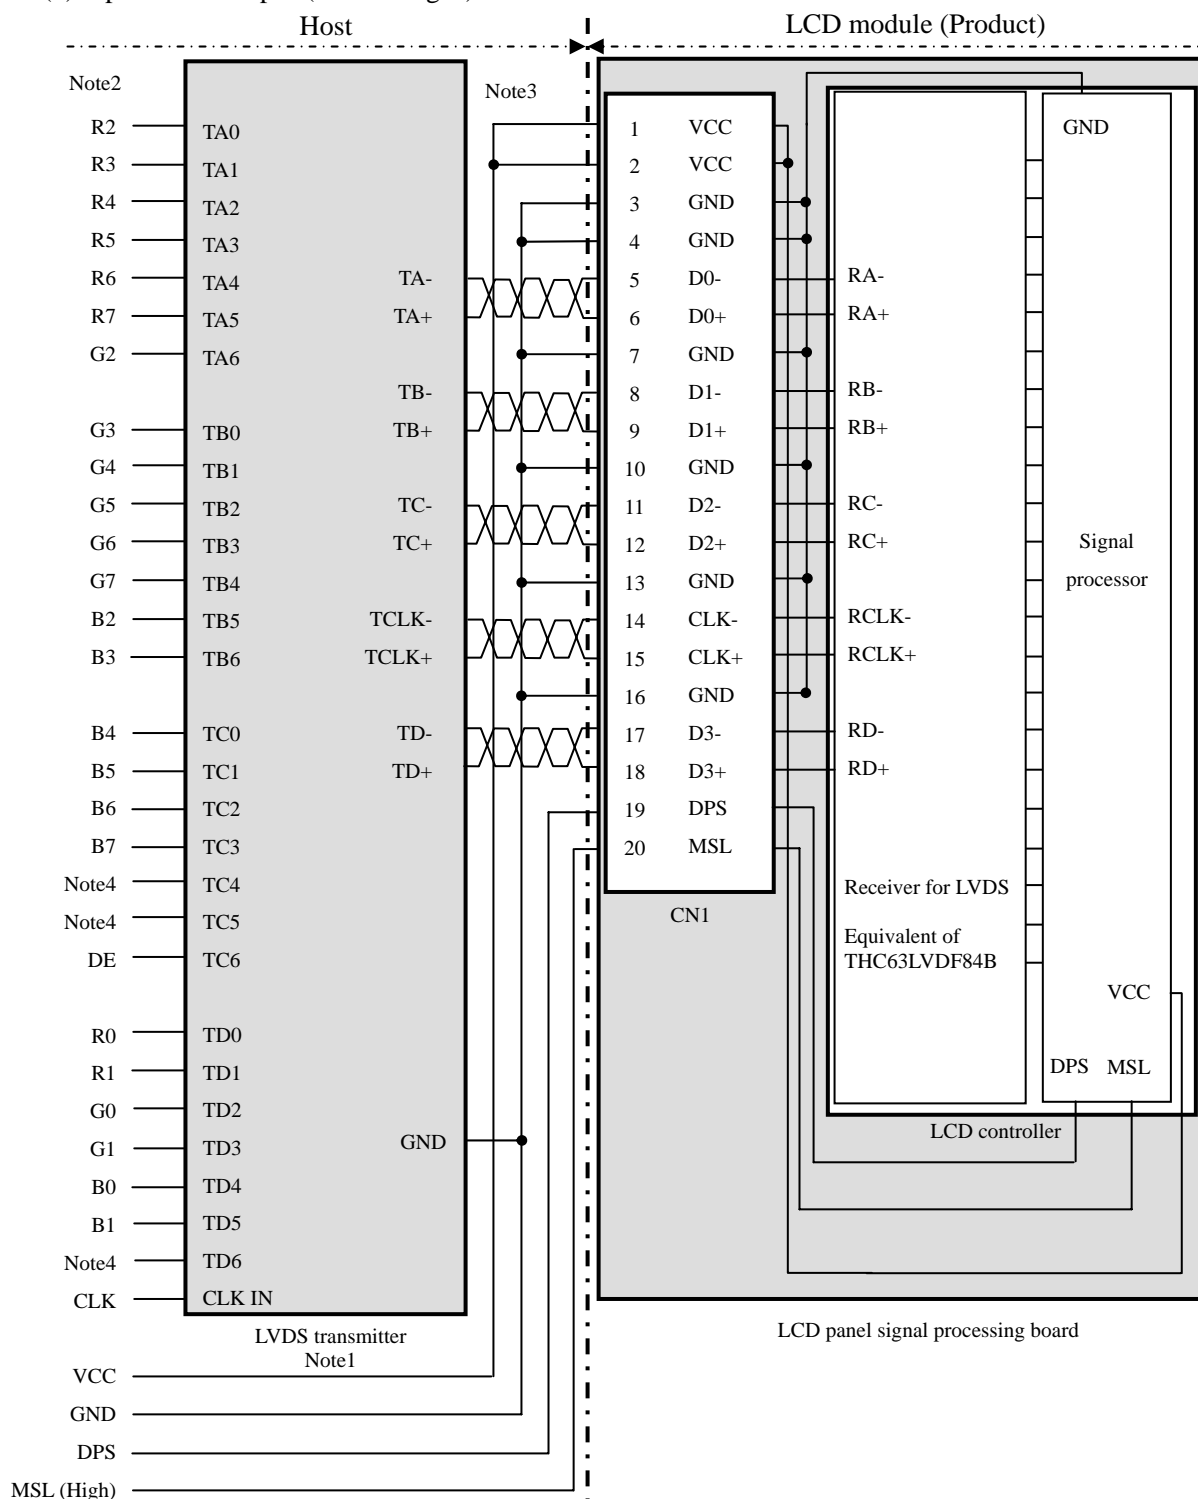 Host
LCD module (Product)
Note2
Note3
R2 TA0
R3 TA1
R4 TA2
R5 TA3
R6 TA4 TA-
R7 TA5 TA+
G2 TA6
TB-
G3 TB0 TB+
G4 TB1
G5 TB2 TC-
G6 TB3 TC+
G7 TB4
B2 TB5 TCLK-
B3 TB6 TCLK+
B4 TC0 TD-
B5 TC1 TD+
B6 TC2
B7 TC3
Note4 TC4
Note4 TC5
DE TC6
R0 TD0
R1 TD1
G0 TD2
G1 TD3 GND
B0 TD4
B1 TD5
Note4 TD6
CLK CLK IN
LVDS transmitter
Note1
VCC
GND
DPS
MSL (High)
1 VCC
2 VCC
3 GND
4 GND
5 D0-
6 D0+
7 GND
8 D1-
9 D1+
10 GND
11 D2-
12 D2+
13 GND
14 CLK-
15 CLK+
16 GND
17 D3-
18 D3+
19 DPS
20 MSL
CN1
RA-
RA+
RB-
RB+
RC-
RC+
RCLK-
RCLK+
RD-
RD+
Receiver for LVDS
Equivalent of
THC63LVDF84B
GND
Signal
processor
VCC
DPS MSL
LCD controller
LCD panel signal processing board